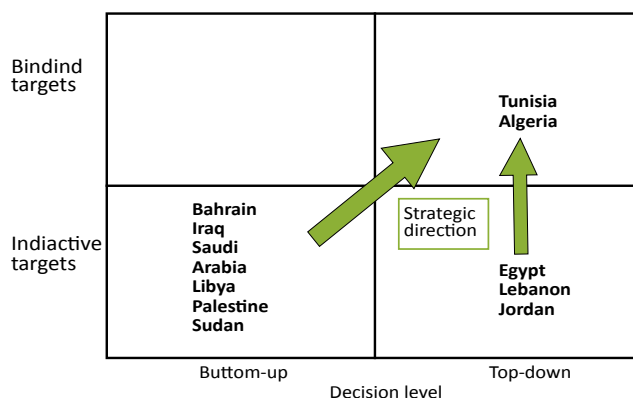 Bindind
targets
Tunisia
Algeria
Indiactive
targets
Bahrain
Iraq
Saudi
Arabia
Libya
Palestine
Sudan
Strategic
direction
Egypt
Lebanon
Jordan
Buttom-up
Top-down
Decision level